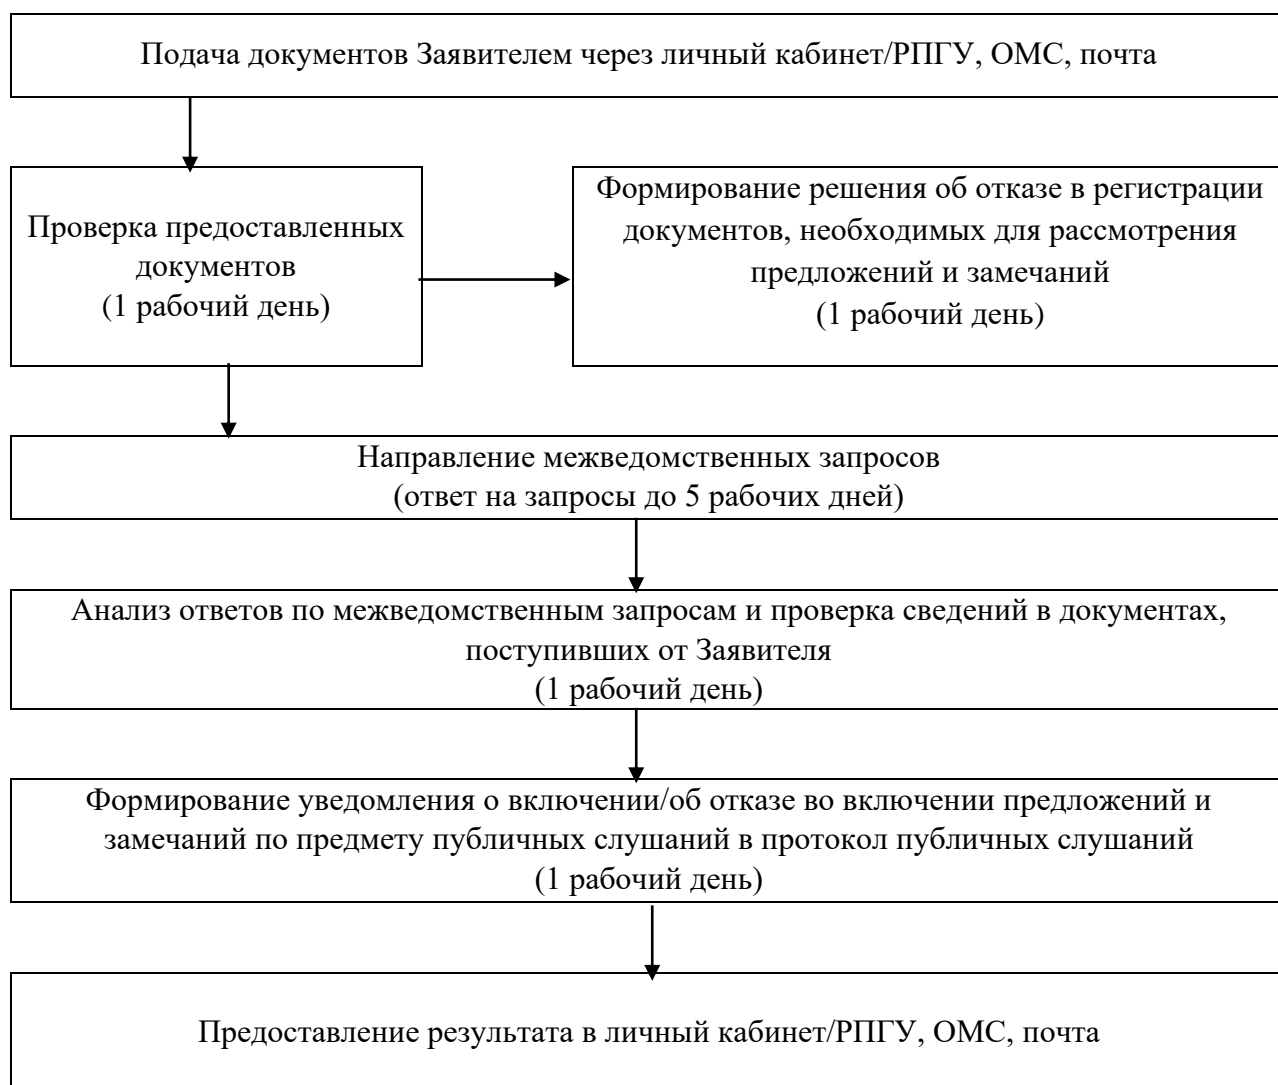 Подача документов Заявителем через личный кабинет/РПГУ, ОМС, почта
Проверка предоставленных
документов
(1 рабочий день)
Формирование решения об отказе в регистрации
документов, необходимых для рассмотрения
предложений и замечаний
(1 рабочий день)
Направление межведомственных запросов
(ответ на запросы до 5 рабочих дней)
Анализ ответов по межведомственным запросам и проверка сведений в документах,
поступивших от Заявителя
(1 рабочий день)
Формирование уведомления о включении/об отказе во включении предложений и
замечаний по предмету публичных слушаний в протокол публичных слушаний
(1 рабочий день)
Предоставление результата в личный кабинет/РПГУ, ОМС, почта